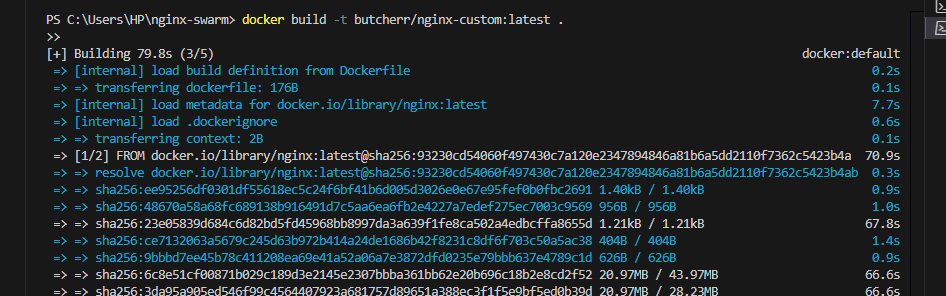 PS C:\Users\HP\nginx-swarm> docker build -t butcherr/nginx-custom:latest .
>>
[+] Building 79.8s (3/5) docker:default
=> [internal] load build definition from Dockerfile 0.2s
=> => transferring dockerfile: 176B 0.1s
=> [internal] load metadata for docker.io/library/nginx:latest 7.7s
=> [internal] load .dockerignore 0.6s
=> => transferring context: 2B 0.1s
=> [1/2] FROM docker.io/library/nginx:latest@sha256:93230cd54060f497430c7a120e2347894846a81b6a5dd2110f7362c5423b4a 70.9s
=> => resolve docker.io/library/nginx:latest@sha256:93230cd54060f497430c7a120e2347894846a81b6a5dd2110f7362c5423b4ab 0.3s
=> => sha256:ee95256df0301df55618ec5c24f6bf41b6d005d3026e0e67e95fef0b0fbc2691 1.40kB / 1.40kB 0.9s
=> => sha256:48670a58a68fc689138b916491d7c5aa6ea6fb2e4227a7edef275ec7003c9569 956B / 956B 1.0s
=> => sha256:23e05839d684c6d82bd5fd45968bb8997da3a639f1fe8ca502a4edbcffa8655d 1.21kB / 1.21kB 67.8s
=> => sha256:ce7132063a5679c245d63b972b414a24de1686b42f8231c8df6f703c50a5ac38 404B / 404B 1.4s
=> => sha256:9bbbd7ee45b78c411208ea69e41a52a06a7e3872dfd0235e79bbb637e4789c1d 626B / 626B 0.9s
=> => sha256:6c8e51cf00871b029c189d3e2145e2307bbba361bb62e20b696c18b2e8cd2f52 20.97MB / 43.97MB 66.6s
=> => sha256:3da95a905ed546f99c4564407923a681757d89651a388ec3f1f5e9bf5ed0b39d 20.97MB / 28.23MB 66.6s